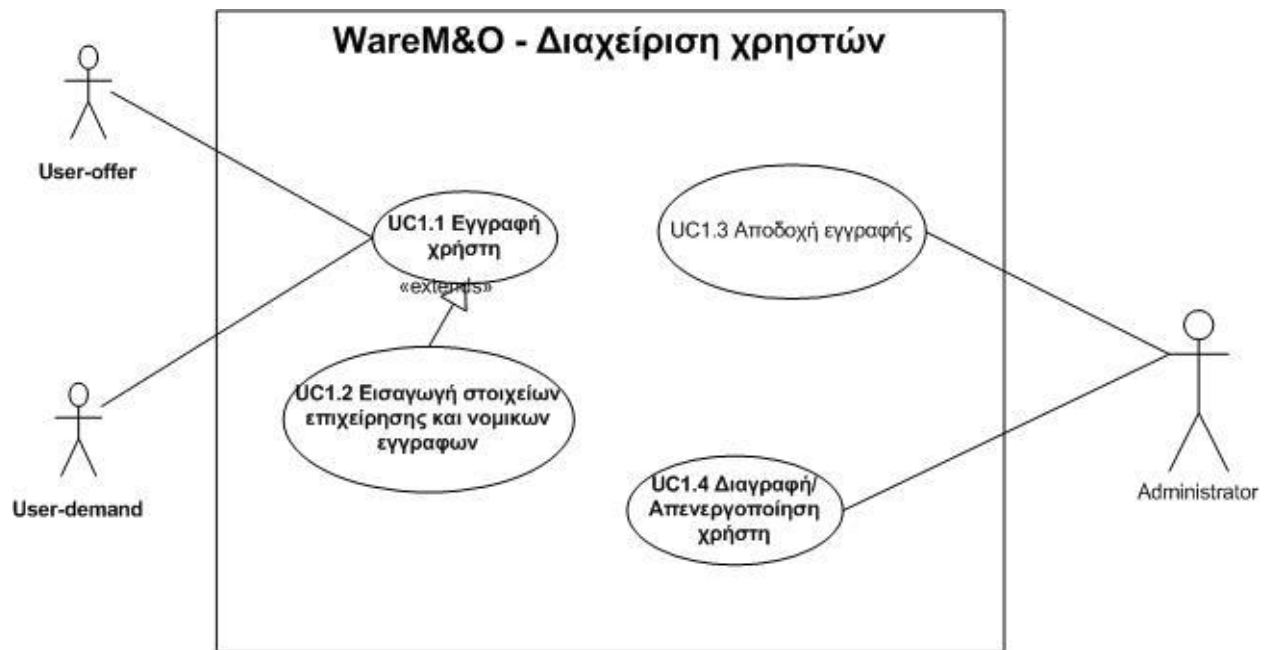 WareM&O - Διαχείριση χρηστών
User-offer
UC1.1 Εγγραφή
χρήστη
«extends»
UC1.3 Αποδοχή εγγραφής
UC1.2 Εισαγωγή στοιχείων
επιχείρησης και νομικων
εγγραφων
User-demand
UC1.4 Διαγραφή/
Απενεργοποίηση
χρήστη
Administrator